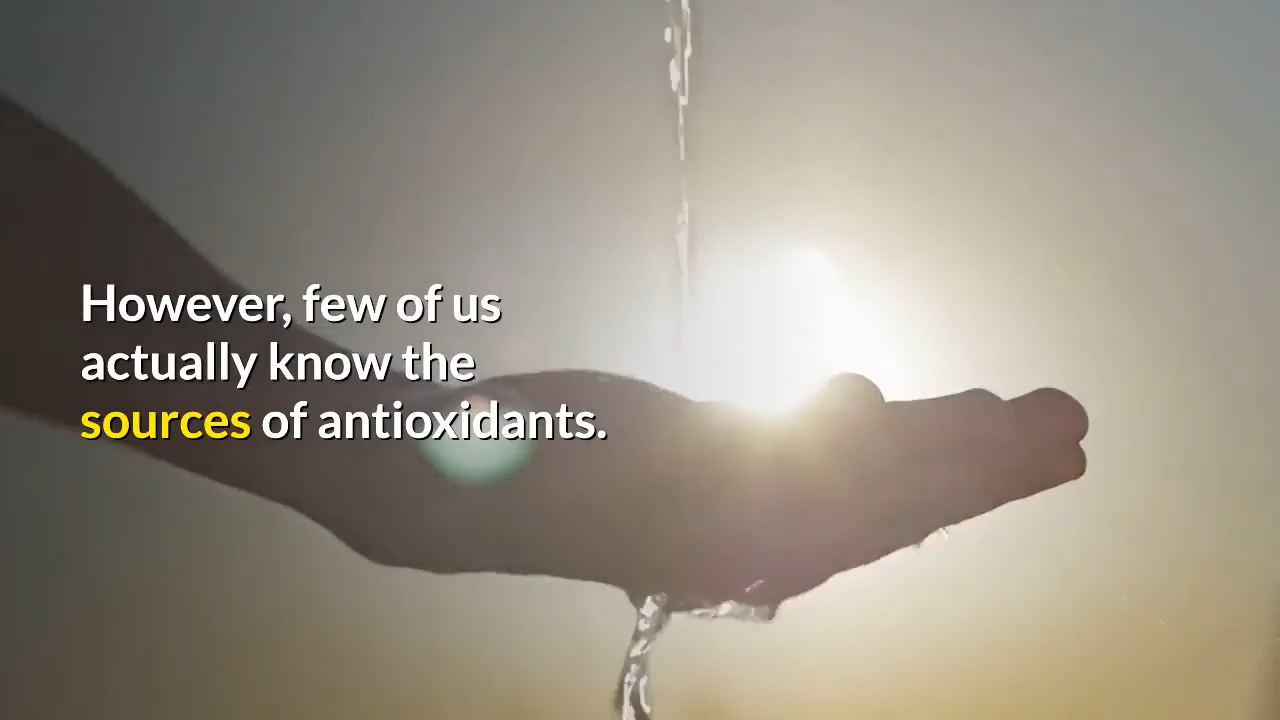 However, few of us
actually know the
sources of antioxidants.